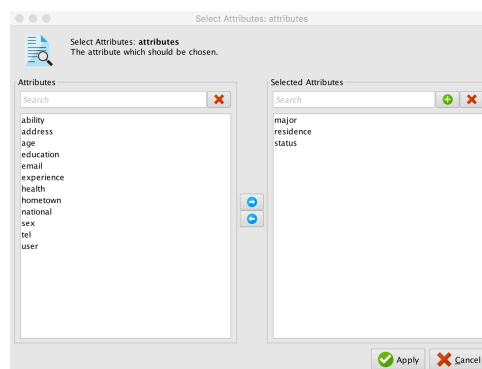 Select Attributes: attributes
Select Attributes: attributes
The attribute which should be chosen.
Attributes
Search
ability
address
age
education
email
experience
health
hometown
national
sex
tel
user
Selected Attributes
Search
major
residence
status
Apply
Cancel